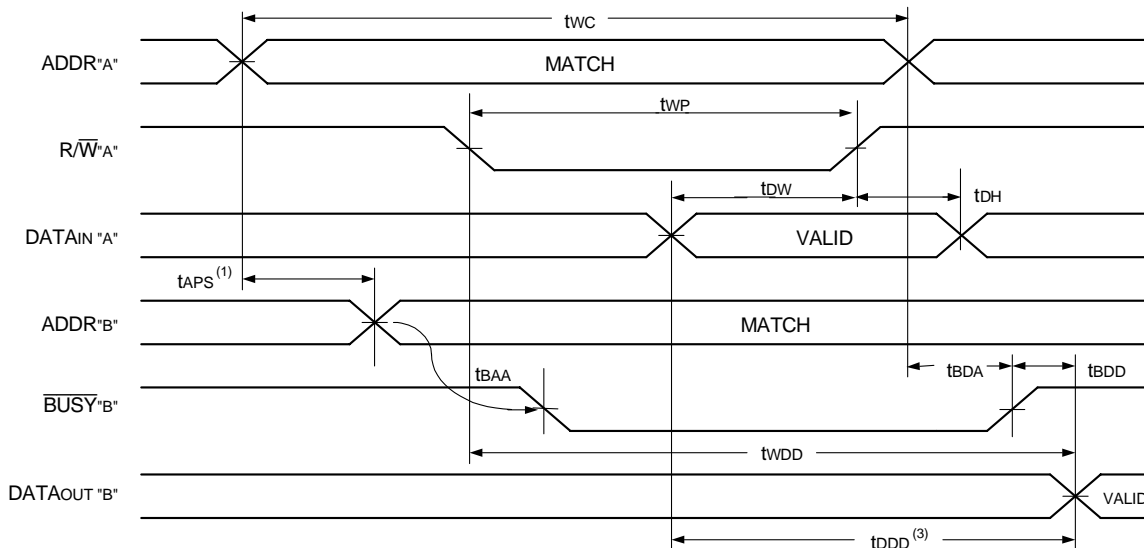 tWC
ADDR"A"
MATCH
tWP
R/W"A"
tDW
tDH
DATAIN "A"
VALID
tAPS (1)
ADDR"B"
MATCH
tBAA
tBDA
tBDD
BUSY"B"
tWDD
DATAOUT "B"
VALID
tDDD (3)